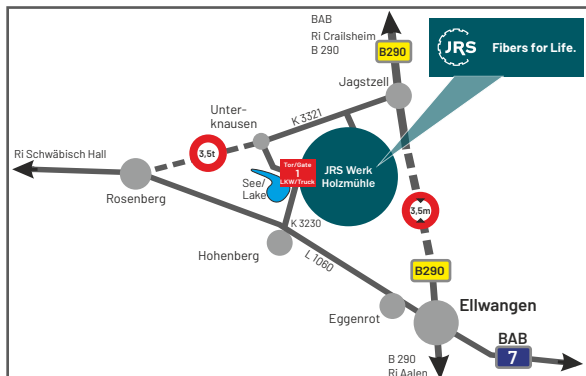 BAB
Ri Crailsheim
B 290
B290
JRS
Fibers for Life.
Jagstzell
Unter-
knausen
K 3321
3,5t
Ri Schwäbisch Hall
Tor/Gate
1
LKW/Truck
JRS Werk
Holzmühle
See/
Lake
Rosenberg
3,5m
K 3230
Hohenberg
L 1060
B290
Ellwangen
Eggenrot
BAB
7
B 290
Ri Aalen